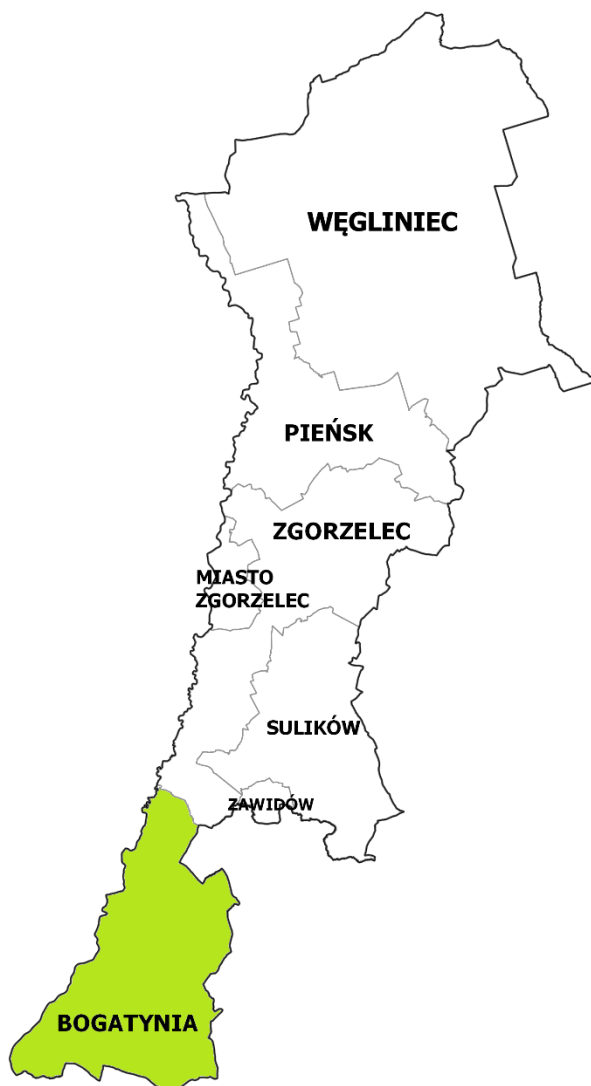 WĘGLINIEC
PIEŃSK
ZGORZELEC
MIASTO
ZGORZELEC
SULIKÓW
ZAWIDÓW
BOGATYNIA